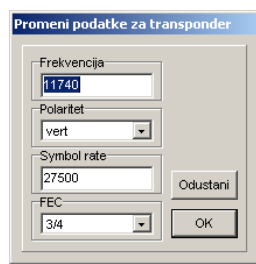 Promeni podatke za transponder
Frekvencija
11740
Polaritet
vert
Symbol rate
27500
Odustani
FEC
3/4
OK